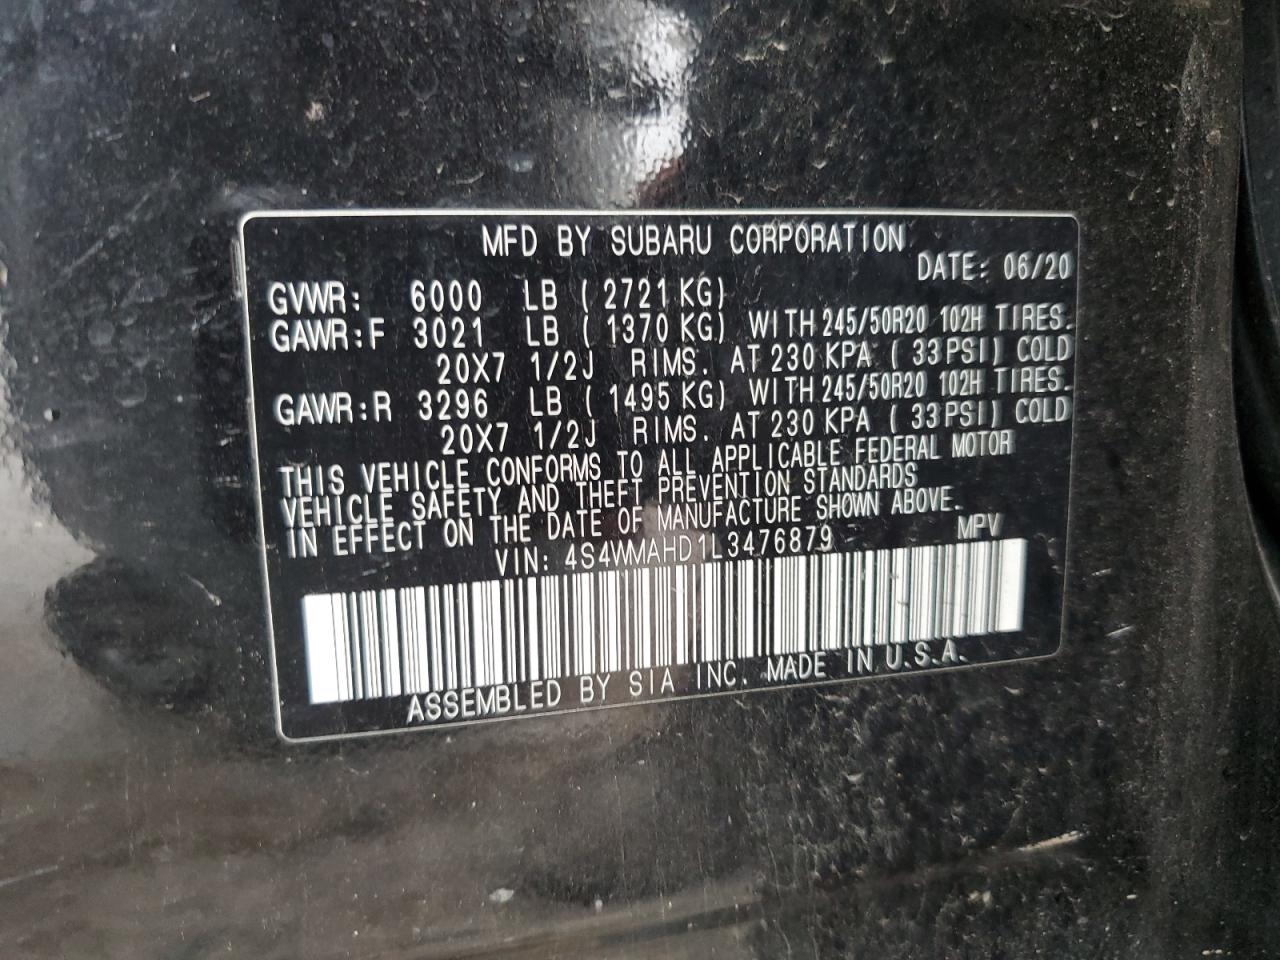 MFD BY SUBARU CORPORATION
DATE: 06/20
GVWR: 6000 LB ( 2721 KG)
GAWR:F 3021 LB ( 1370 KG) WITH 245/50R20 102H TIRES.
20X7 1/2J RIMS. AT 230 KPA ( 33PSI) COLD
GAWR:R 3296 LB ( 1495 KG) WITH 245/50R20 102H TIRES.
20X7 1/2J RIMS. AT 230 KPA ( 33PSI) COLD
THIS VEHICLE CONFORMS TO ALL APPLICABLE FEDERAL MOTOR
VEHICLE SAFETY AND THEFT PREVENTION STANDARDS
IN EFFECT ON THE DATE OF MANUFACTURE SHOWN ABOVE.
VIN: 4S4WMAHD1L3476879 MPV
ASSEMBLED BY SIA INC. MADE IN U.S.A.